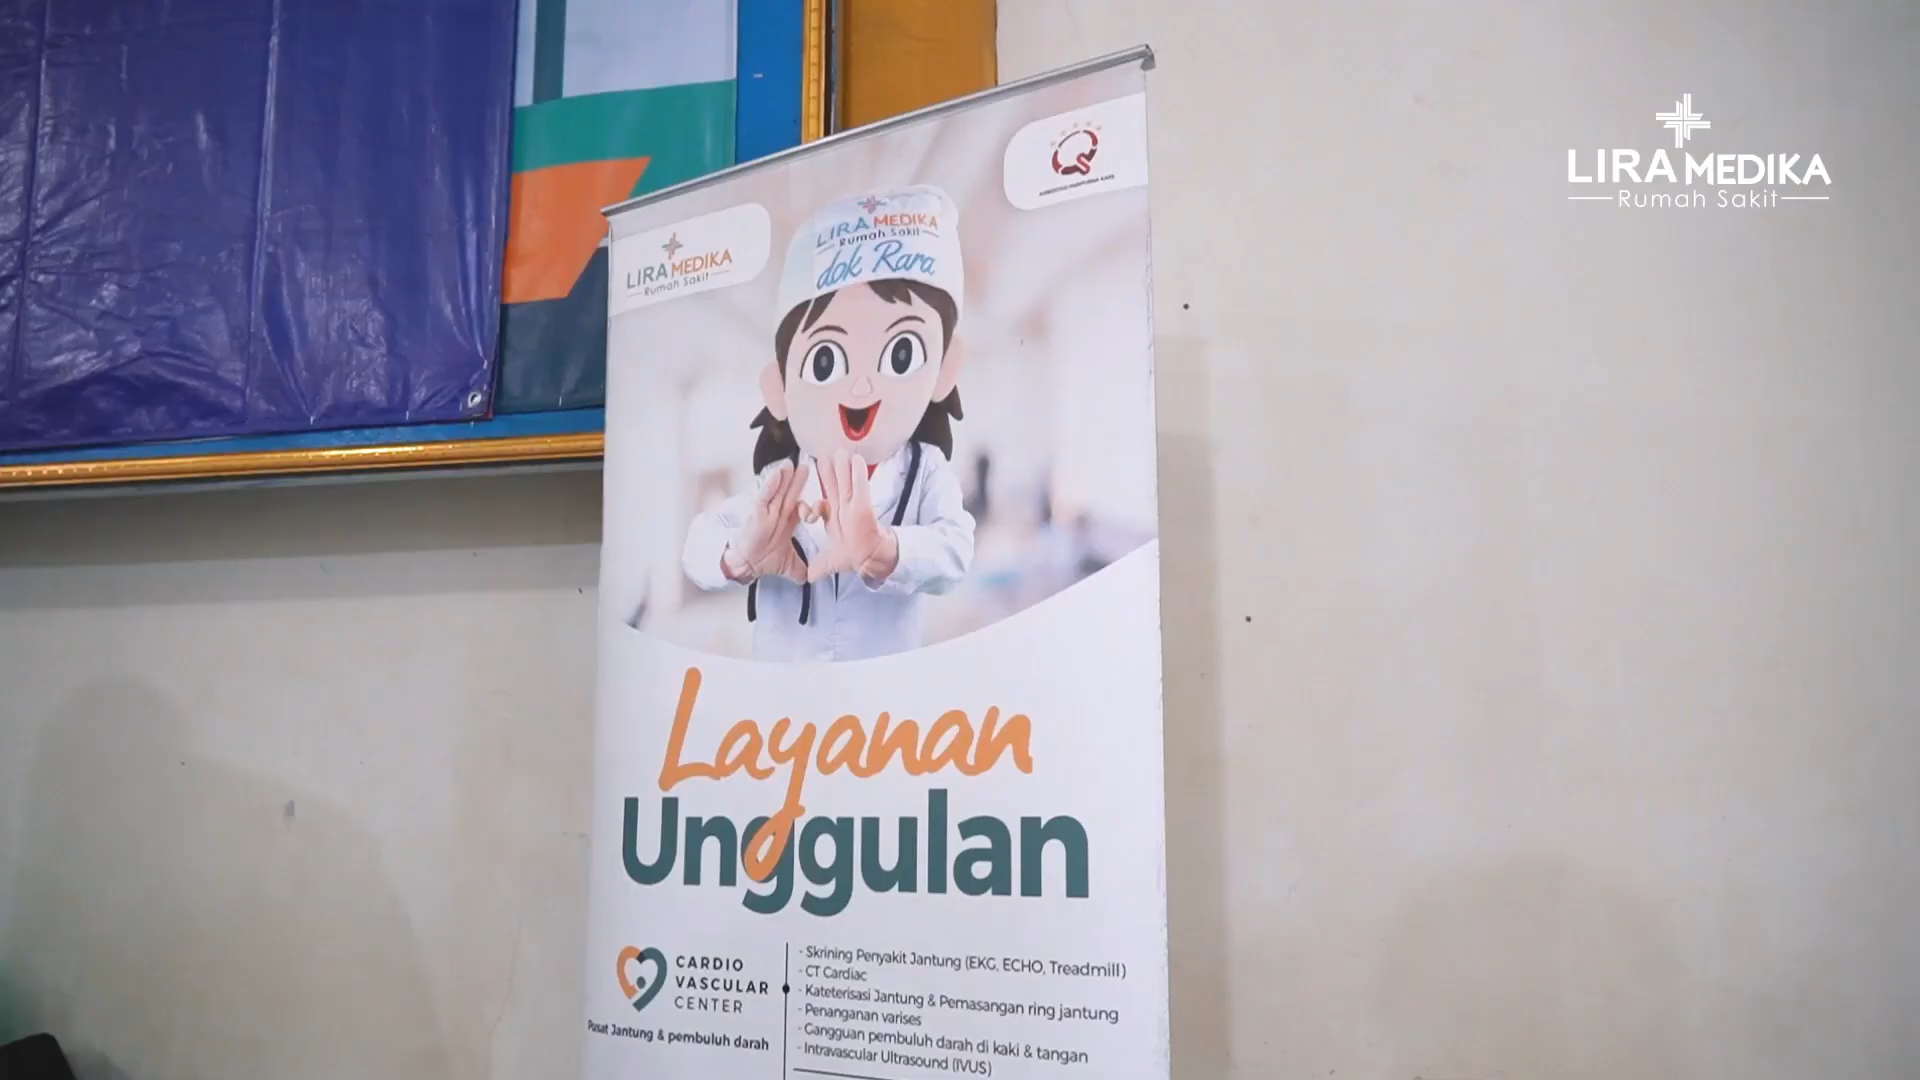 LIRA MEDIKA
Rumah Sakit
LIRA MEDIKA
Rumah Sakit
LIRA MEDIKA
Rumah Sakit
dok Rara
Layanan
Unggulan
CARDIO
VASCULAR
CENTER
Pusat Jantung & pembuluh darah
- Skrining Penyakit Jantung (EKG, ECHO, Treadmill)
- CT Cardiac
- Kateterisasi Jantung & Pemasangan ring jantung
- Penanganan varises
- Gangguan pembuluh darah di kaki & tangan
- Intravascular Ultrasound (IVUS)